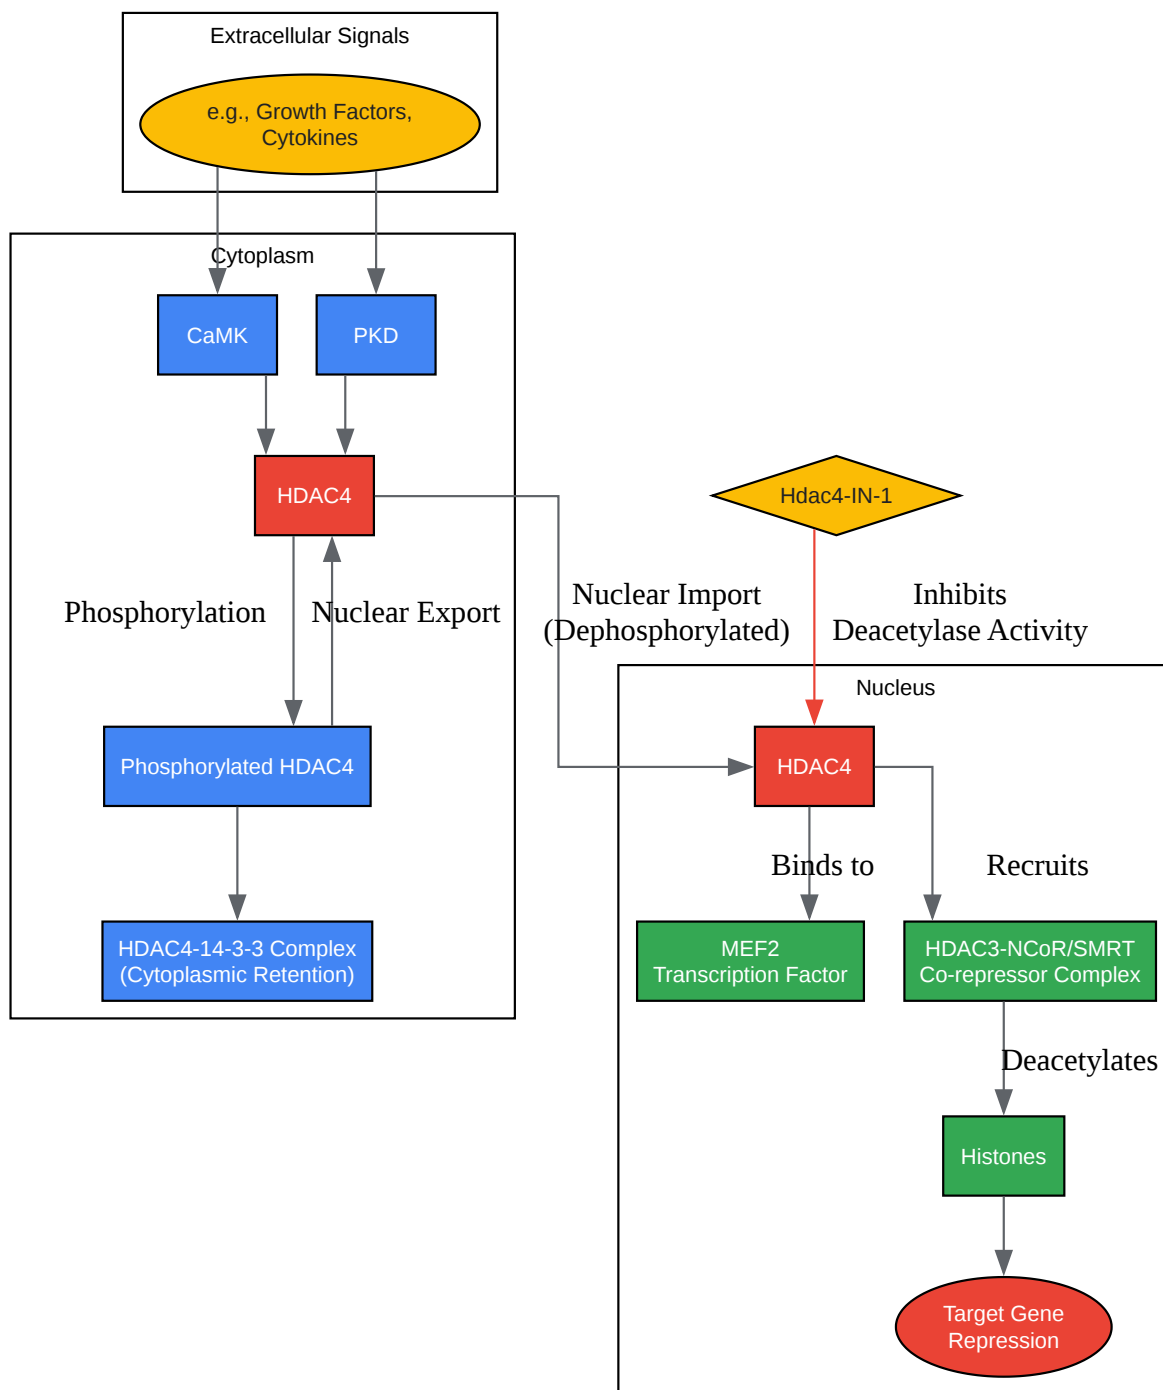 Extracellular Signals
e.g., Growth Factors,
Cytokines
Cytoplasm
CaMK
PKD
HDAC4
Hdac4-IN-1
Phosphorylation
Nuclear Export
Nuclear Import
(Dephosphorylated)
Inhibits
Deacetylase Activity
Nucleus
Phosphorylated HDAC4
HDAC4
Binds to
Recruits
HDAC4-14-3-3 Complex
(Cytoplasmic Retention)
MEF2
Transcription Factor
HDAC3-NCoR/SMRT
Co-repressor Complex
Deacetylates
Histones
Target Gene
Repression